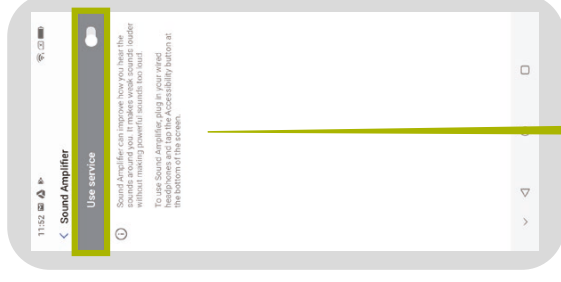 11:52
Sound Amplifier
Use service
Sound Amplifier can improve how you hear the
sounds around you. It makes weak sounds louder
without making powerful sounds too loud.
To use Sound Amplifier, plug in your wired
headphones and tap the Accessibility button at
the bottom of the screen.